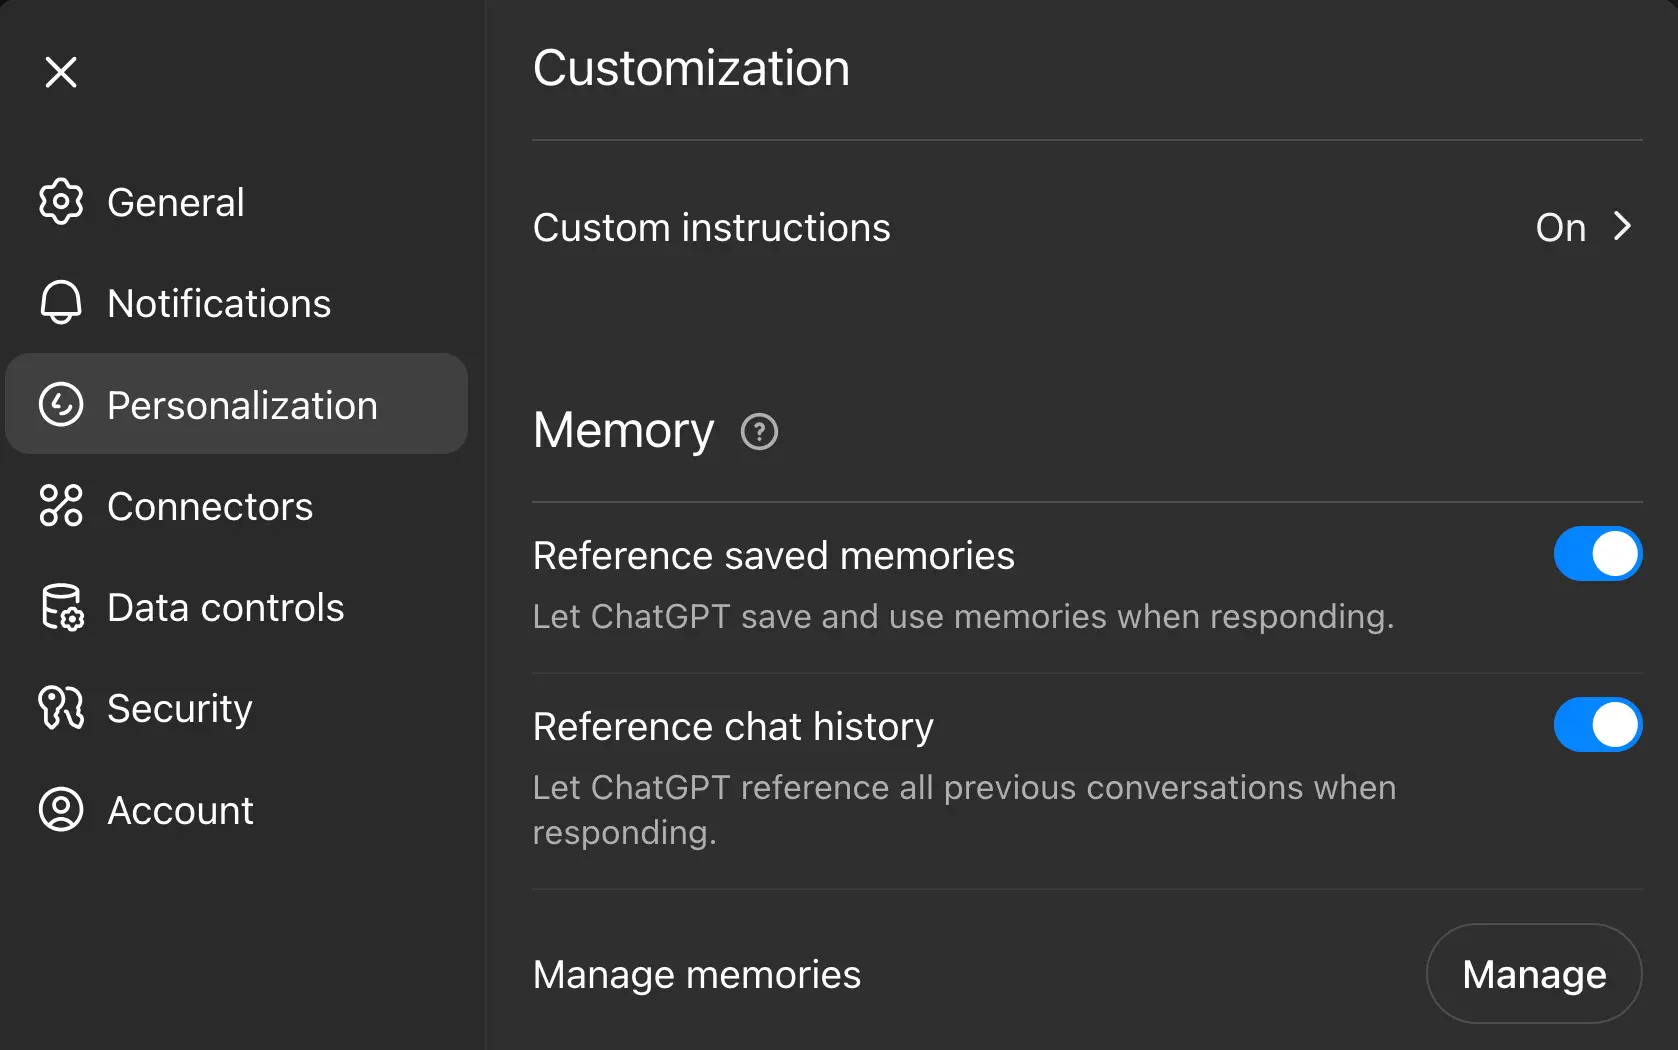 Customization
General
Custom instructions
On
Notifications
Personalization
Memory ?
Connectors
Reference saved memories
Let ChatGPT save and use memories when responding.
Data controls
Security
Reference chat history
Let ChatGPT reference all previous conversations when
responding.
Account
Manage memories
Manage